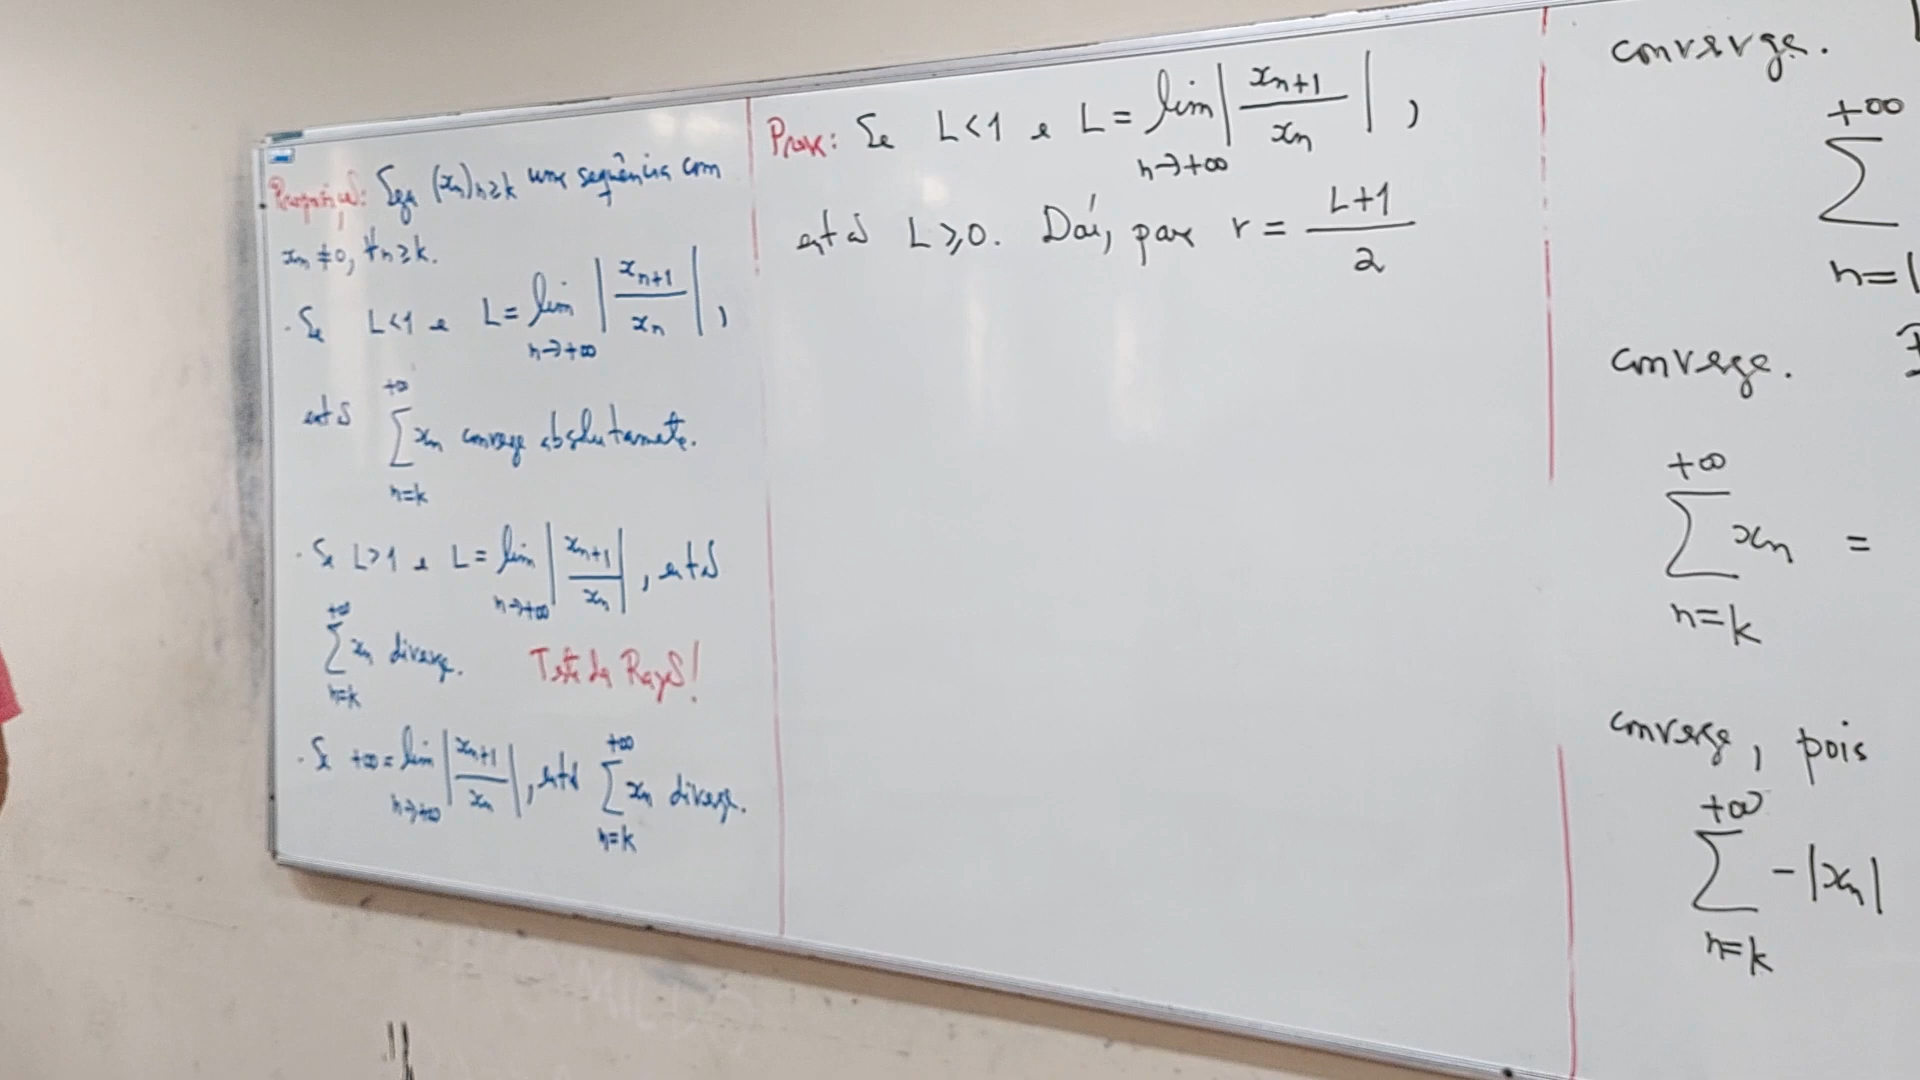 Proposição: Seja (xn)n≥k uma sequência com
xn ≠ 0, ∀n ≥ k.
· Se L<1 e L = lim n→+∞ |xn+1/xn|,
então ∑ n=k +∞ xn converge absolutamente.
· Se L>1 e L = lim n→+∞ |xn+1/xn|, então
∑ n=k +∞ xn diverge. Teste da Razão!
· Se +∞ = lim n→+∞ |xn+1/xn|, então ∑ n=k +∞ xn diverge.
Prova: Se L<1 e L = lim n→+∞ |xn+1/xn|,
então L ≥ 0. Daí, para r = (L+1)/2
converge.
+∞
∑
n=1
converge.
∑ n=k +∞ xn =
converge, pois
∑ n=k +∞ -|xn|